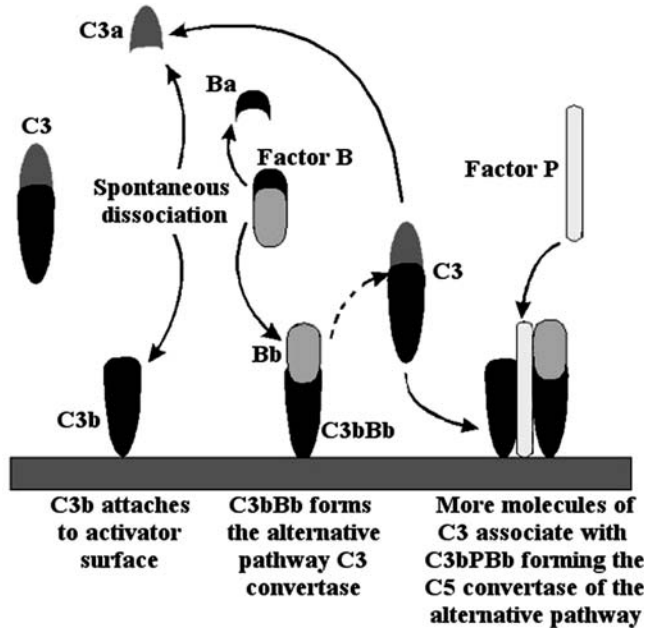 C3a
Ba
C3
Factor B
Factor P
Spontaneous
dissociation
C3
Bb
C3b
C3bBb
C3b attaches
to activator
surface
C3bBb forms
the alternative
pathway C3
convertase
More molecules of
C3 associate with
C3bPBb forming the
C5 convertase of the
alternative pathway